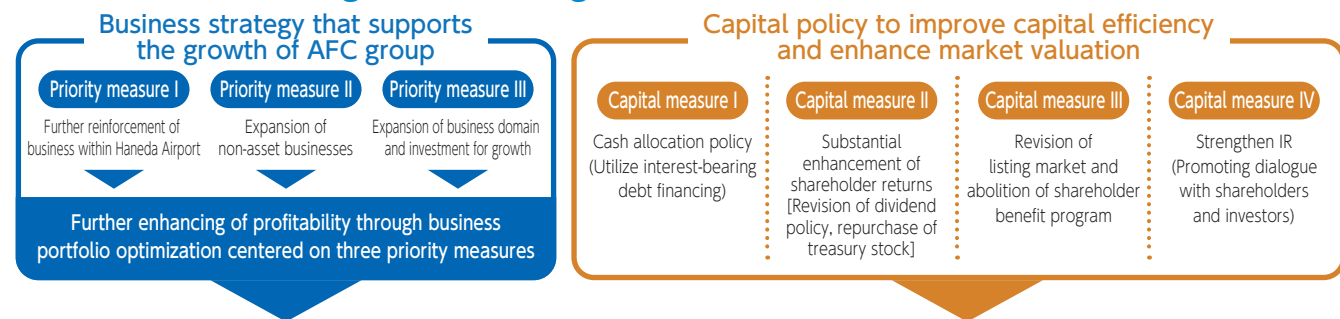 Business strategy that supports
the growth of AFC group
Priority measure I
Further reinforcement of
business within Haneda Airport
Priority measure II
Expansion of
non-asset businesses
Priority measure III
Expansion of business domain
and investment for growth
Further enhancing of profitability through business
portfolio optimization centered on three priority measures
Capital policy to improve capital efficiency
and enhance market valuation
Capital measure I
Cash allocation policy
(Utilize interest-bearing
debt financing)
Capital measure II
Substantial
enhancement of
shareholder returns
[Revision of dividend
policy, repurchase of
treasury stock]
Capital measure III
Revision of
listing market and
abolition of shareholder
benefit program
Capital measure IV
Strengthen IR
(Promoting dialogue
with shareholders
and investors)